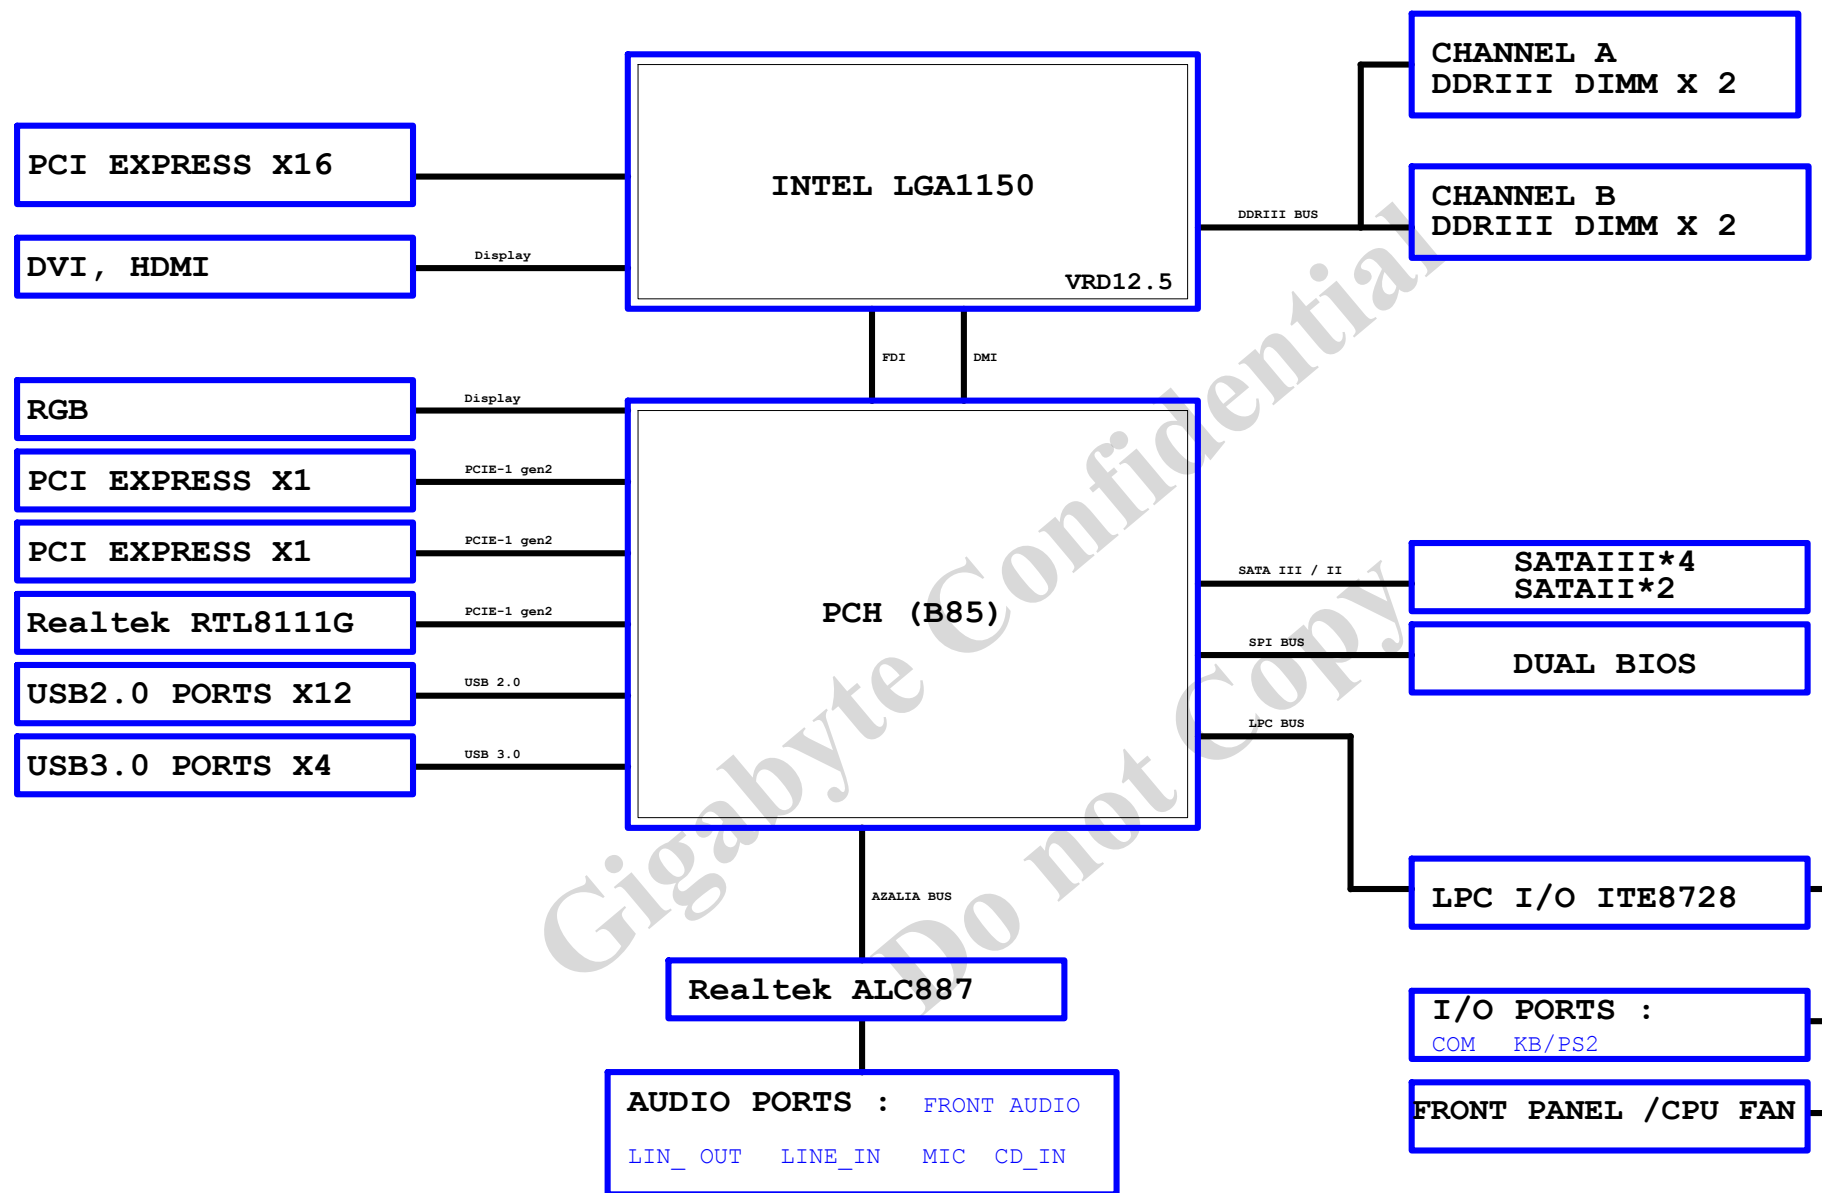 CHANNEL A
DDRIII DIMM X 2
PCI EXPRESS X16
INTEL LGA1150
CHANNEL B
DDRIII DIMM X 2
DDRIII BUS
DVI, HDMI
Display
VRD12.5
FDI
DMI
RGB
Display
PCI EXPRESS X1
PCIE-1 gen2
PCI EXPRESS X1
PCIE-1 gen2
Realtek RTL8111G
PCIE-1 gen2
USB2.0 PORTS X12
USB 2.0
USB3.0 PORTS X4
USB 3.0
PCH (B85)
SATA III / II
SATAIII*4
SATAII*2
SPI BUS
DUAL BIOS
LPC BUS
LPC I/O ITE8728
AZALIA BUS
Realtek ALC887
I/O PORTS :
COM KB/PS2
AUDIO PORTS : FRONT AUDIO
LIN_ OUT LINE_IN MIC CD_IN
FRONT PANEL /CPU FAN
Gigabyte Confidential
Do not Copy